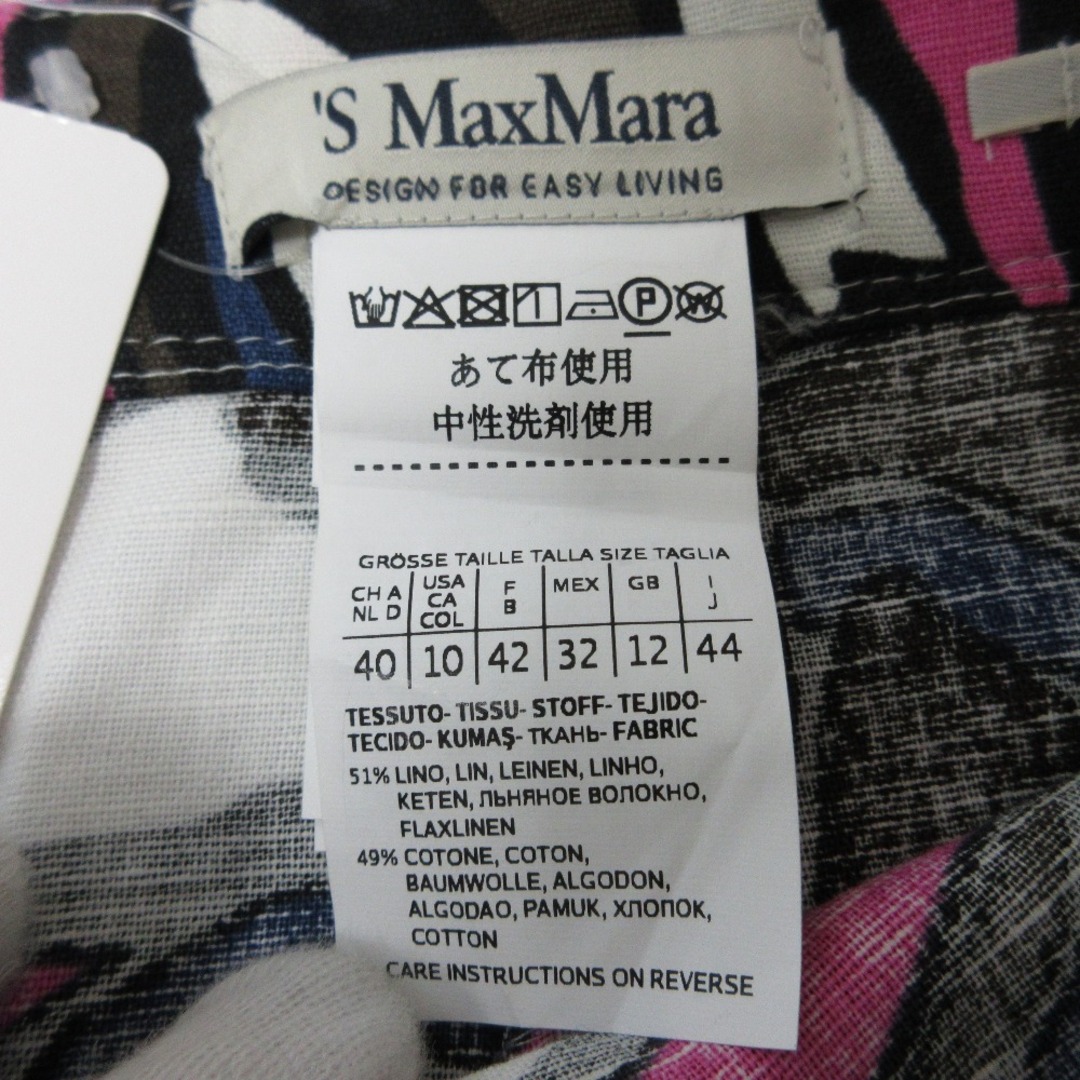 'S MaxMara
DESIGN FOR EASY LIVING
P W
あて布使用
中性洗剤使用
GRÖSSE TAILLE TALLA SIZE TAGLIA
CH A NL D | USA CA COL | F B | MEX | GB | I J
40 | 10 | 42 | 32 | 12 | 44
TESSUTO- TISSU- STOFF- TEJIDO-
TECIDO- KUMAŞ- ТКАНЬ- FABRIC
51% LINO, LIN, LEINEN, LINHO,
KETEN, ЛЬНЯНОЕ ВОЛОКНО,
FLAXLINEN
49% COTONE, COTON,
BAUMWOLLE, ALGODON,
ALGODAO, PAMUK, ХЛОПОК,
COTTON
CARE INSTRUCTIONS ON REVERSE